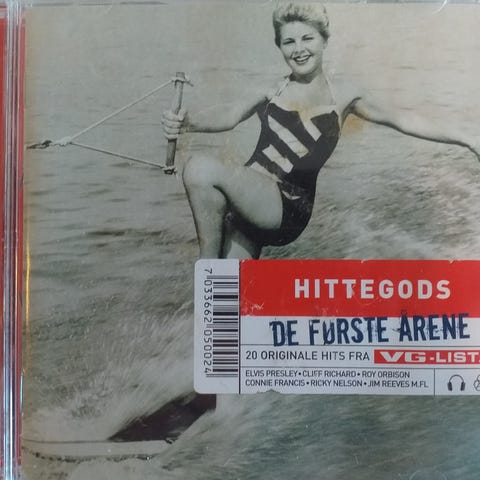 HITTEGODS
DE FØRSTE ÅRENE
20 ORIGINALE HITS FRA VG-LISTA
ELVIS PRESLEY • CLIFF RICHARD • ROY ORBISON
CONNIE FRANCIS • RICKY NELSON • JIM REEVES M.FL
7033662050024